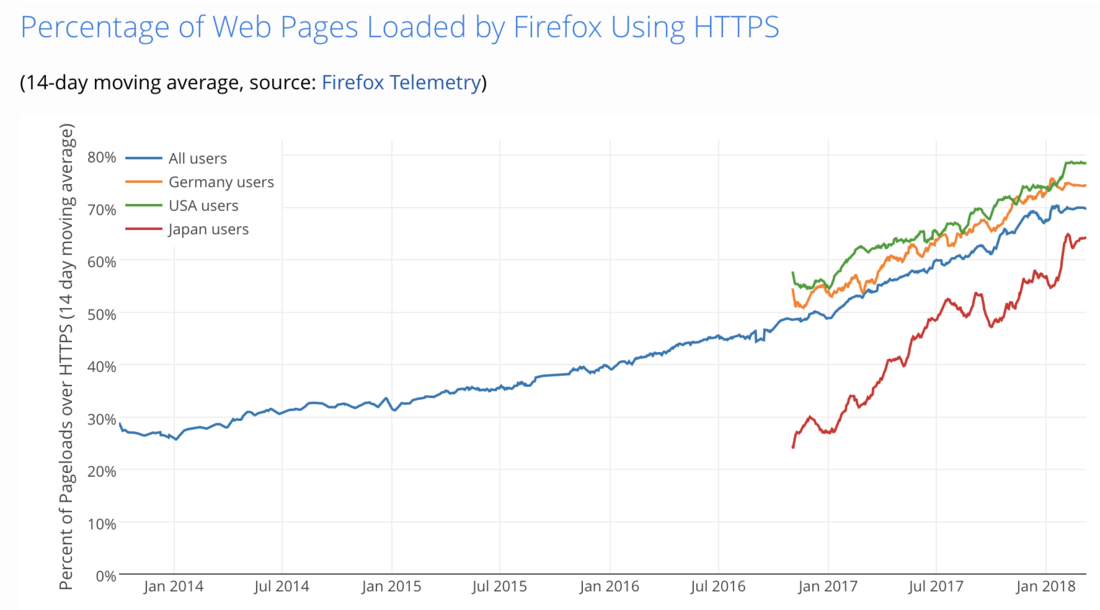 Percentage of Web Pages Loaded by Firefox Using HTTPS
(14-day moving average, source: Firefox Telemetry)
Percent of Pageloads over HTTPS (14 day moving average)
80%
70%
60%
50%
40%
30%
20%
10%
0%
All users
Germany users
USA users
Japan users
Jan 2014
Jul 2014
Jan 2015
Jul 2015
Jan 2016
Jul 2016
Jan 2017
Jul 2017
Jan 2018